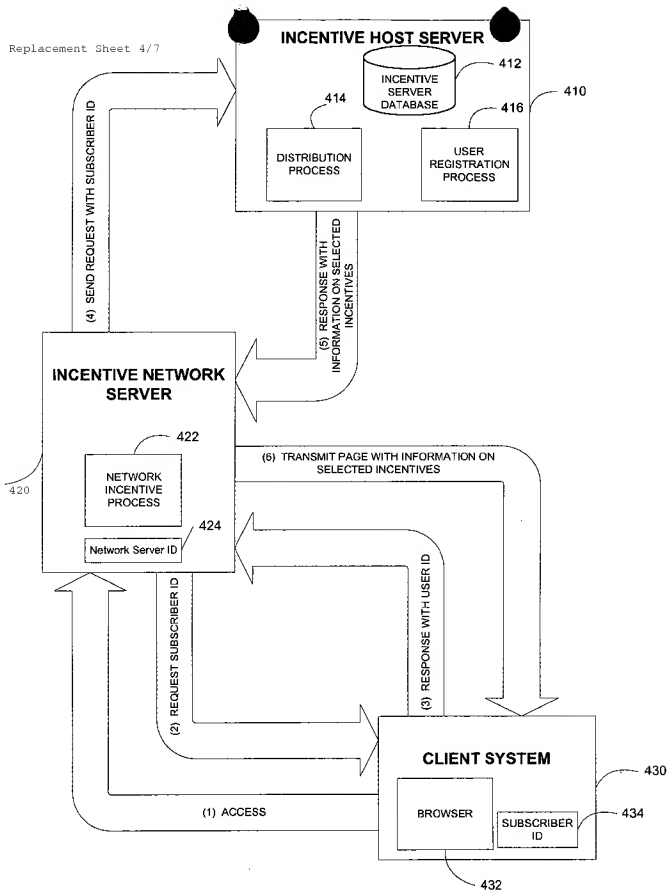 Replacement Sheet 4/7
INCENTIVE HOST SERVER
INCENTIVE
SERVER
DATABASE
412
410
414
416
DISTRIBUTION
PROCESS
USER
REGISTRATION
PROCESS
(4) SEND REQUEST WITH SUBSCRIBER ID
(5) RESPONSE WITH
INFORMATION ON SELECTED
INCENTIVES
INCENTIVE NETWORK
SERVER
422
NETWORK
INCENTIVE
PROCESS
420
424
Network Server ID
(6) TRANSMIT PAGE WITH INFORMATION ON
SELECTED INCENTIVES
(2) REQUEST SUBSCRIBER ID
(3) RESPONSE WITH USER ID
(1) ACCESS
CLIENT SYSTEM
430
BROWSER
SUBSCRIBER
ID
434
432